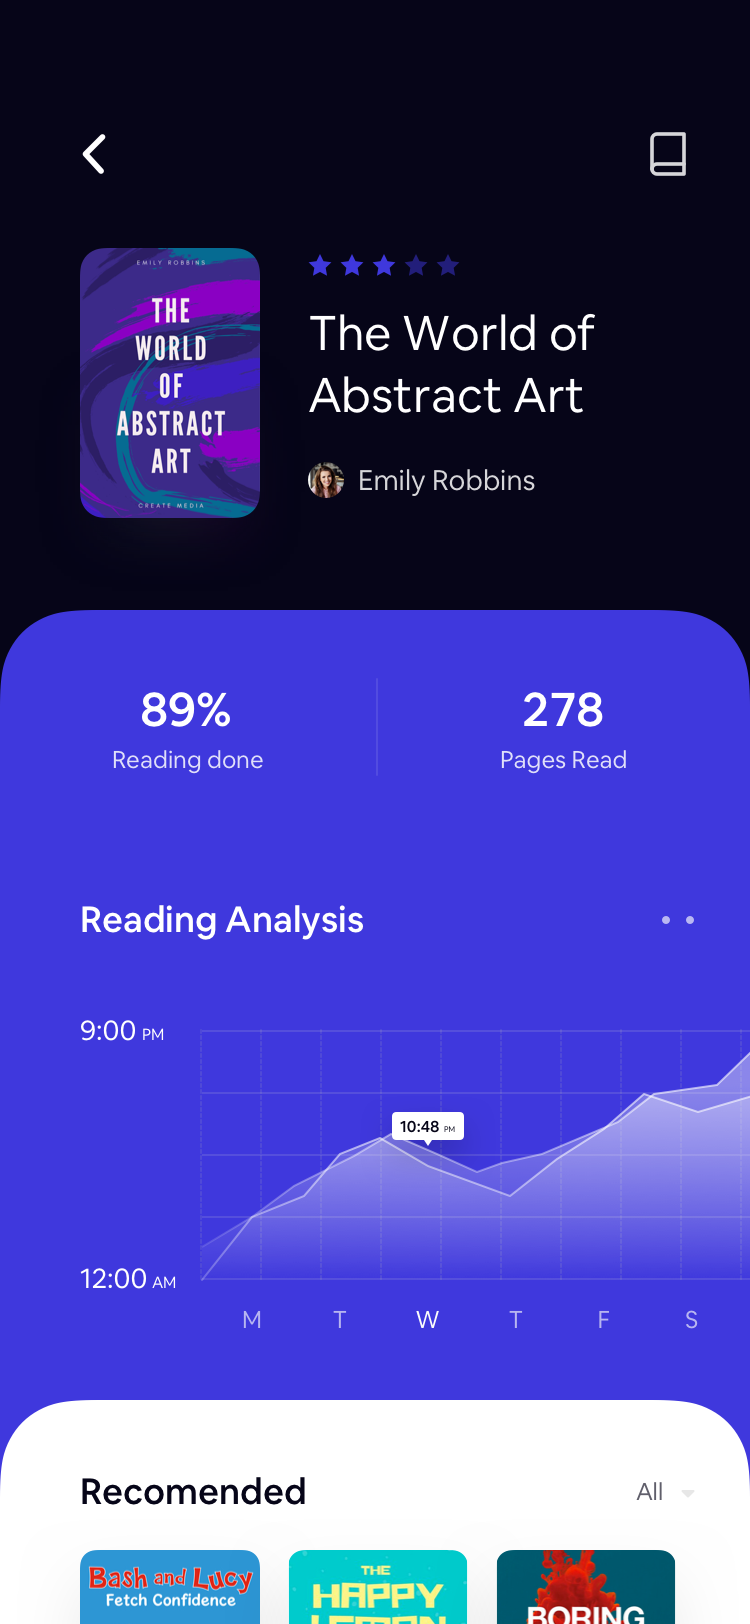 EMILY ROBBINS
THE
WORLD
OF
ABSTRACT
ART
CREATE MEDIA
The World of
Abstract Art
Emily Robbins
89%
Reading done
278
Pages Read
Reading Analysis
9:00 PM
10:48 PM
12:00 AM
M T W T F S
Recomended
All
Bash and Lucy
Fetch Confidence
THE
HAPPY
LEMON
BORING